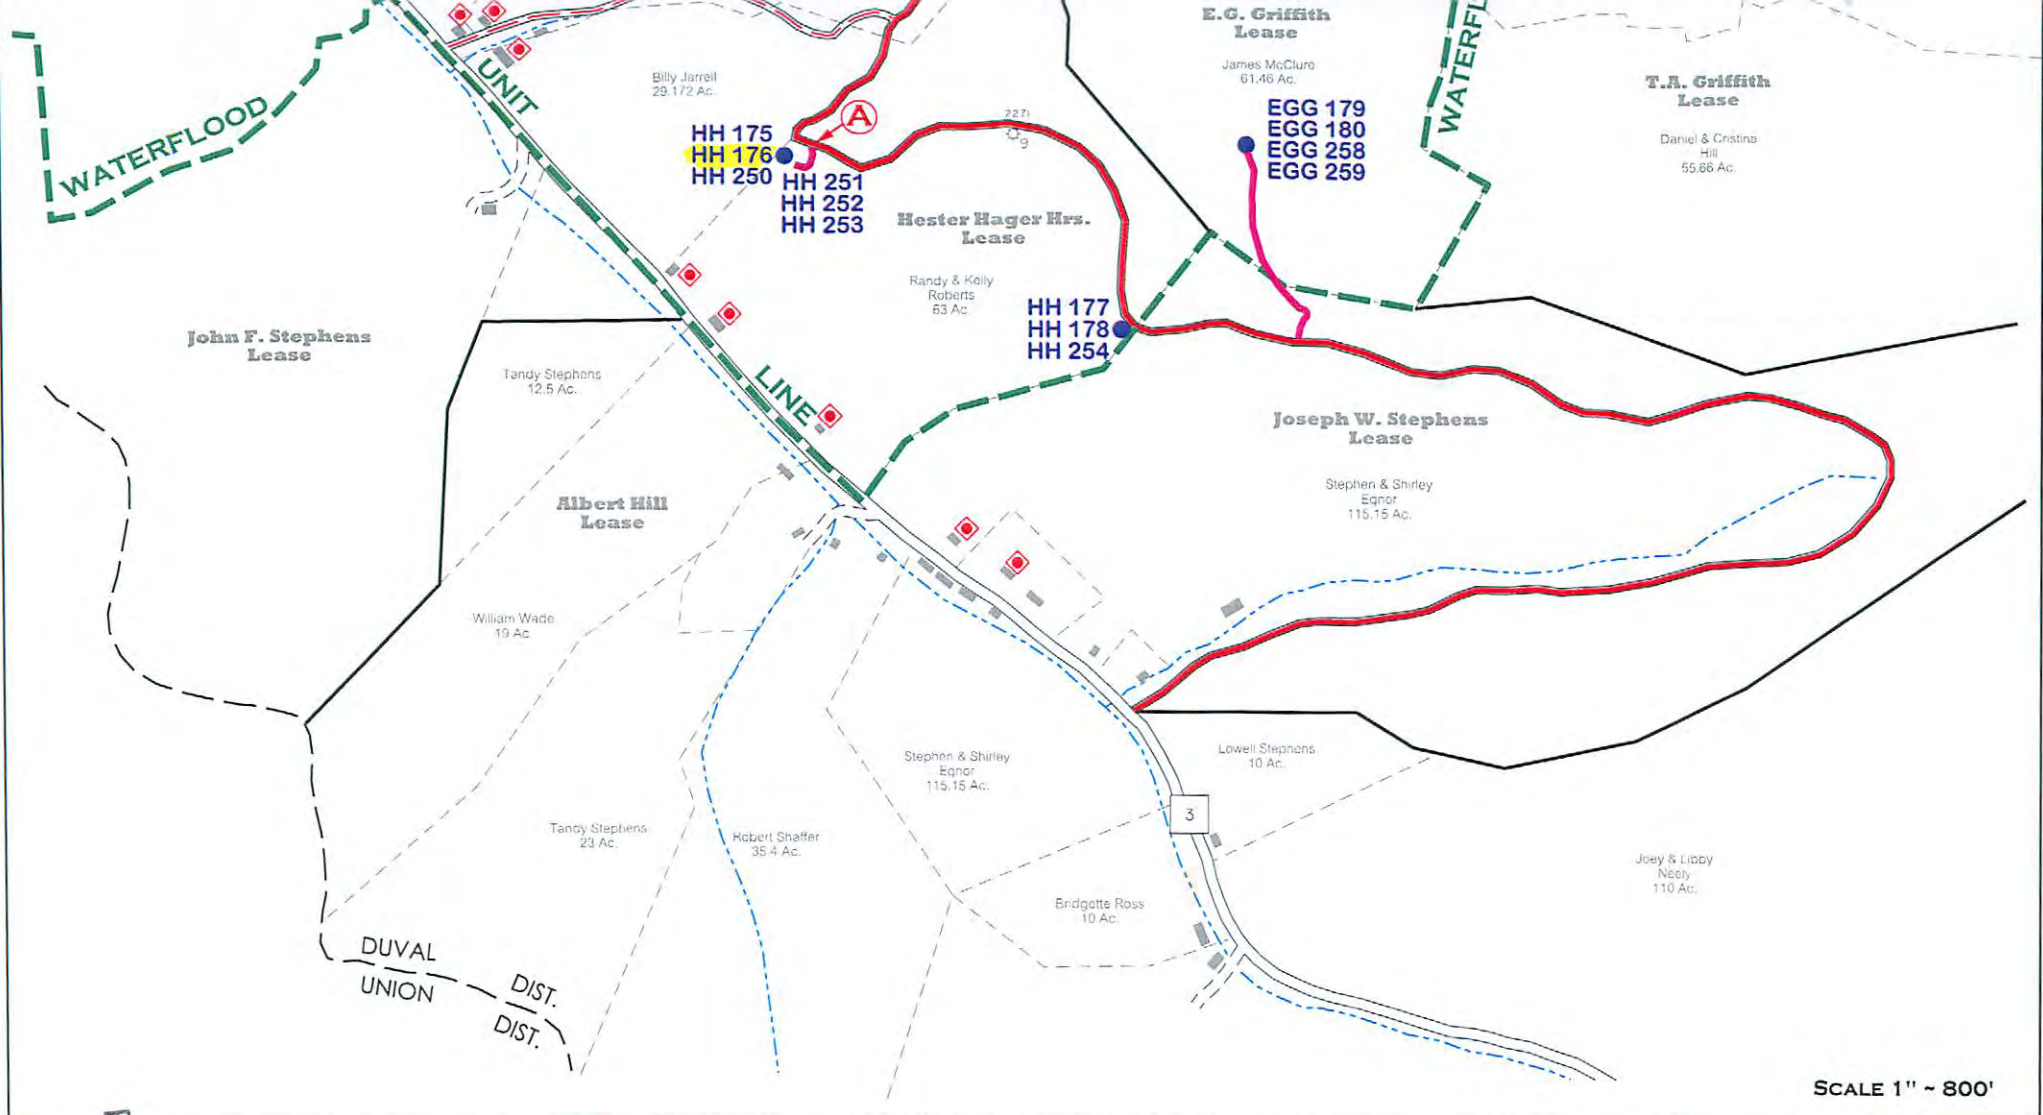 E.G. Griffith
Lease
James McClure
61.46 Ac.
WATERFL
T.A. Griffith
Lease
Daniel & Cristina
Hill
55.66 Ac.
UNIT
Billy Jarrell
29.172 Ac.
WATERFLOOD
A
2271
9
EGG 179
EGG 180
EGG 258
EGG 259
HH 175
HH 176
HH 250
HH 251
HH 252
HH 253
Hester Hager Hrs.
Lease
Randy & Kelly
Roberts
63 Ac.
HH 177
HH 178
HH 254
John F. Stephens
Lease
Tandy Stephens
12.5 Ac.
LINE
Joseph W. Stephens
Lease
Stephen & Shirley
Egnor
115.15 Ac.
Albert Hill
Lease
William Wade
19 Ac.
Stephen & Shirley
Egnor
115.15 Ac.
Lowell Stephens
10 Ac.
3
Tandy Stephens
23 Ac.
Robert Shaffer
35.4 Ac.
Joey & Libby
Neely
110 Ac.
Bridgette Ross
10 Ac.
DUVAL DIST.
UNION DIST.
SCALE 1" ~ 800'